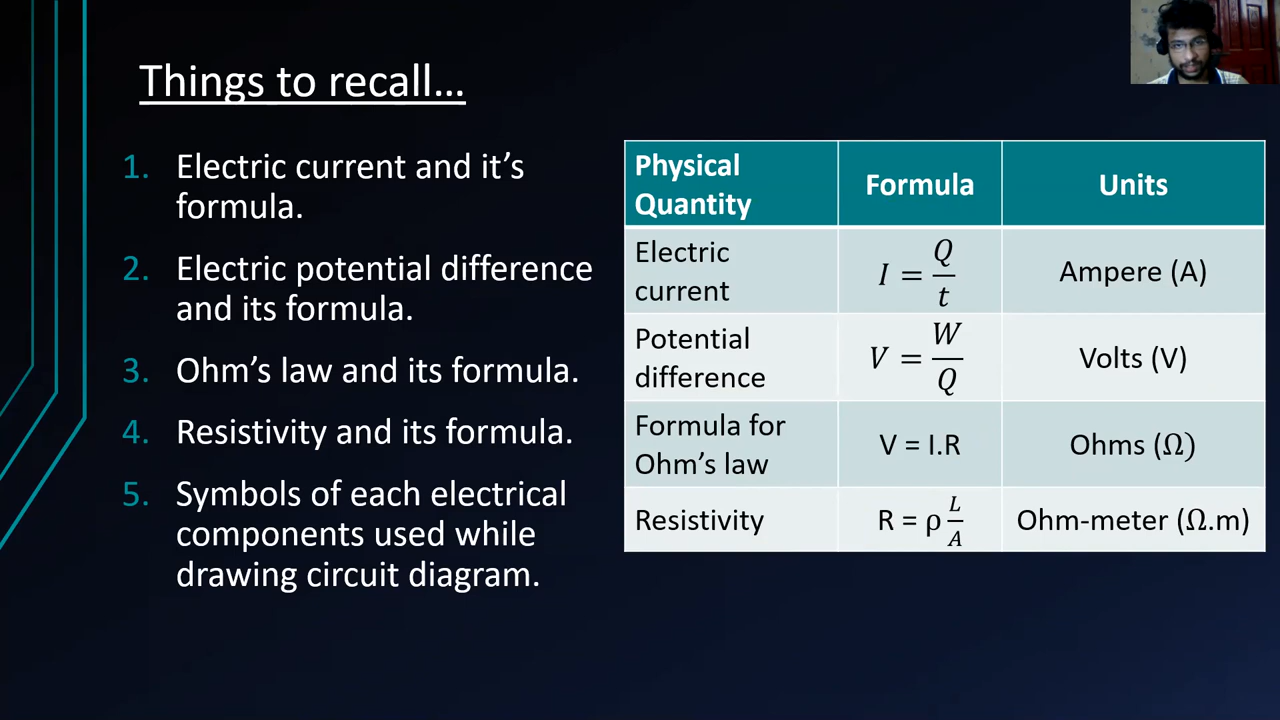 Things to recall...
1. Electric current and it's
formula.
2. Electric potential difference
and its formula.
3. Ohm's law and its formula.
4. Resistivity and its formula.
5. Symbols of each electrical
components used while
drawing circuit diagram.
Physical
Quantity
Formula
Units
Electric
current
I = Q/t
Ampere (A)
Potential
difference
V = W/Q
Volts (V)
Formula for
Ohm's law
V = I.R
Ohms (Ω)
Resistivity
R = ρ L/A
Ohm-meter (Ω.m)